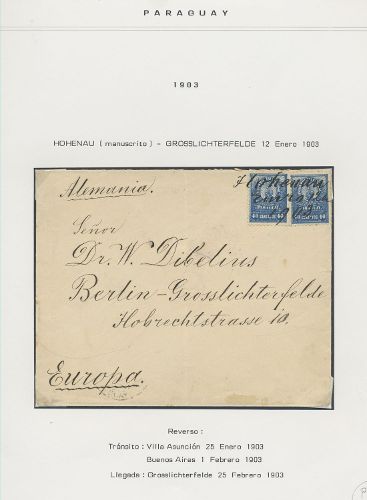 PARAGUAY
1903
HOHENAU (manuscrito) - GROSSLICHTERFELDE 12 Enero 1903
Alemania.
Hohenau
Señor
Dr. W. Dibelius
Berlin-Grosslichterfelde
Hobrechtstrasse 10.
Europa.
Reverso:
Tránsito: Villa Asunción 25 Enero 1903
Buenos Aires 1 Febrero 1903
Llegada: Grosslichterfelde 25 Febrero 1903